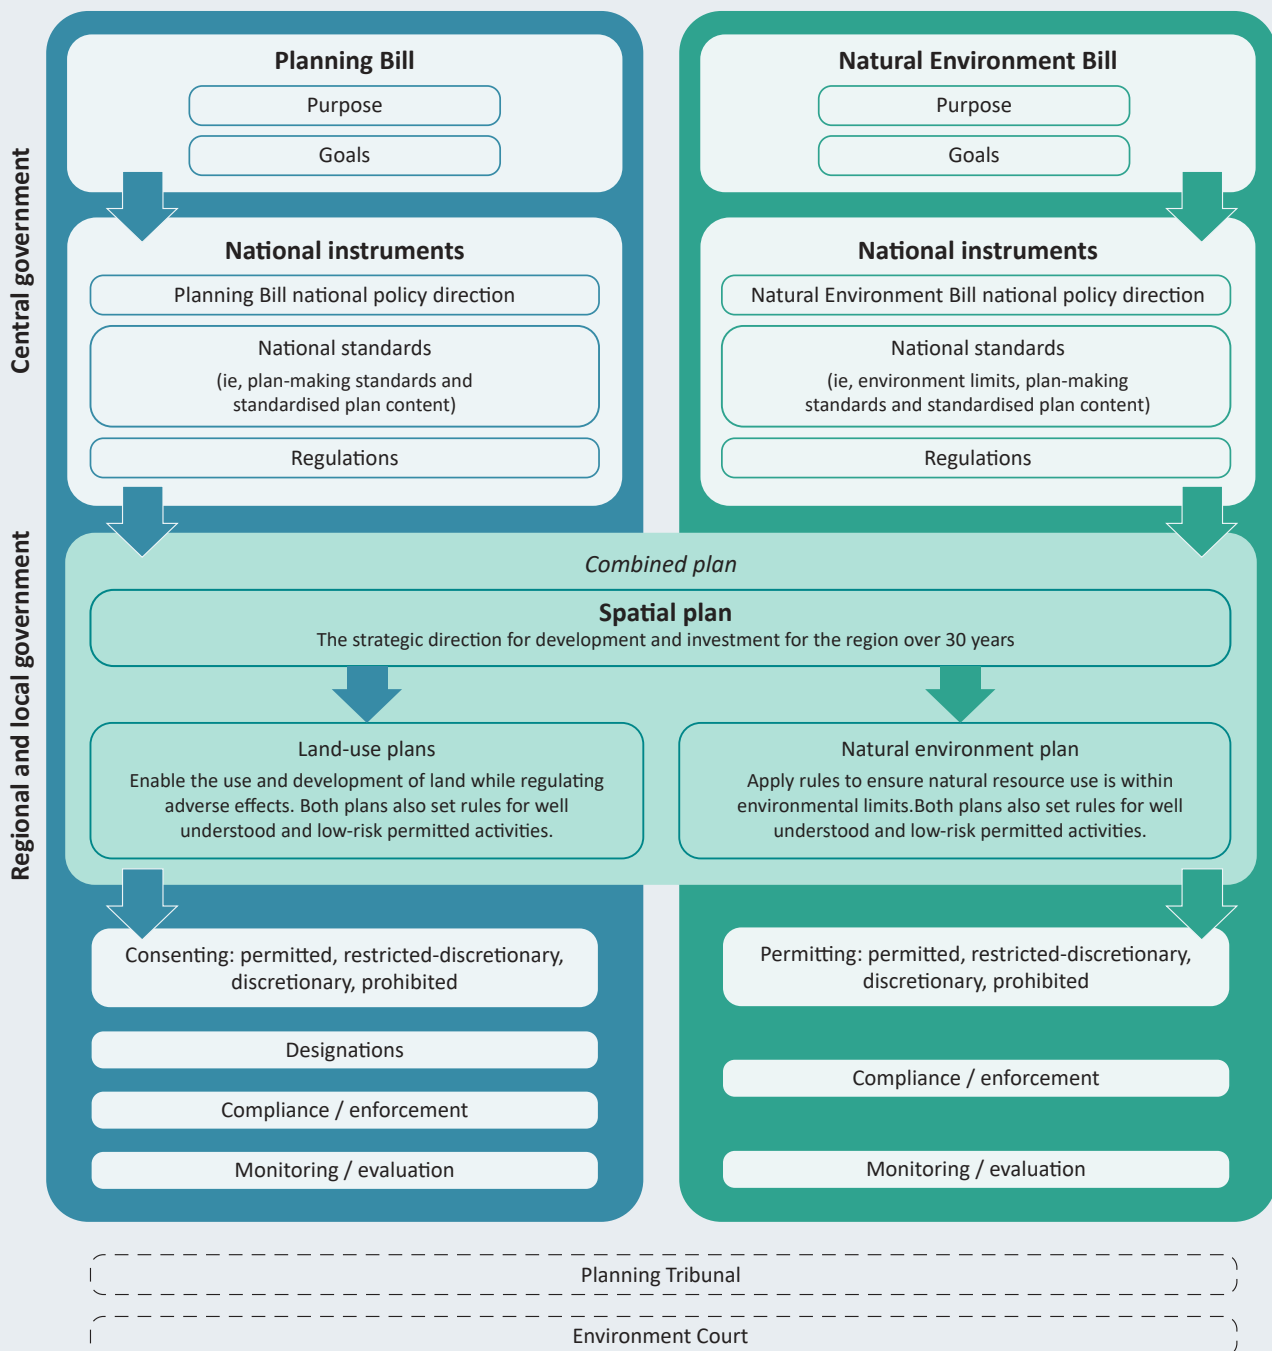 Central government
Planning Bill
Purpose
Goals
National instruments
Planning Bill national policy direction
National standards
(ie, plan-making standards and
standardised plan content)
Regulations
Natural Environment Bill
Purpose
Goals
National instruments
Natural Environment Bill national policy direction
National standards
(ie, environment limits, plan-making
standards and standardised plan content)
Regulations
Regional and local government
Combined plan
Spatial plan
The strategic direction for development and investment for the region over 30 years
Land-use plans
Enable the use and development of land while regulating
adverse effects. Both plans also set rules for well
understood and low-risk permitted activities.
Natural environment plan
Apply rules to ensure natural resource use is within
environmental limits.Both plans also set rules for well
understood and low-risk permitted activities.
Consenting: permitted, restricted-discretionary,
discretionary, prohibited
Designations
Compliance / enforcement
Monitoring / evaluation
Permitting: permitted, restricted-discretionary,
discretionary, prohibited
Compliance / enforcement
Monitoring / evaluation
Planning Tribunal
Environment Court